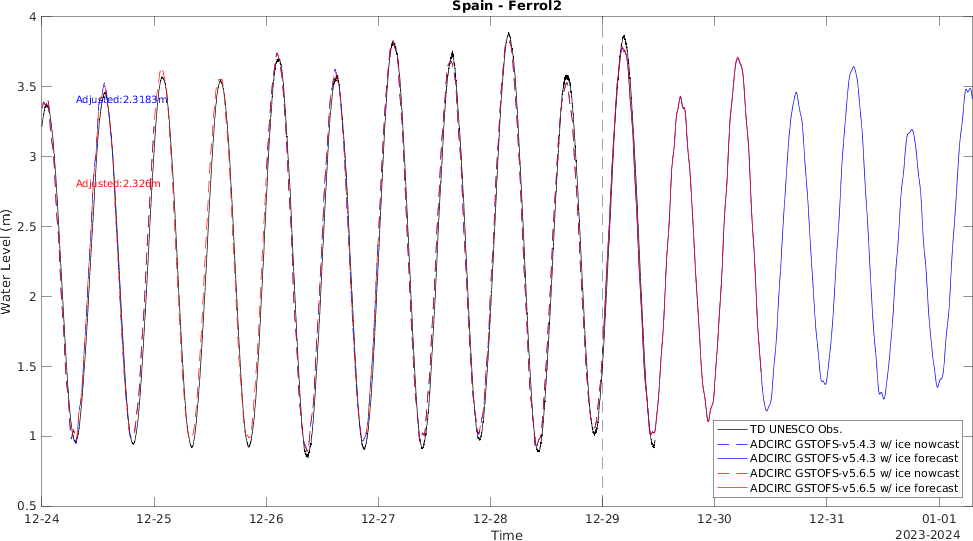 Spain - Ferrol2
4
3.5
3
2.5
2
1.5
1
0.5
Water Level (m)
Adjusted:2.3183m
Adjusted:2.326m
TD UNESCO Obs.
ADCIRC GSTOFS-v5.4.3 w/ ice nowcast
ADCIRC GSTOFS-v5.4.3 w/ ice forecast
ADCIRC GSTOFS-v5.6.5 w/ ice nowcast
ADCIRC GSTOFS-v5.6.5 w/ ice forecast
12-24 12-25 12-26 12-27 12-28 12-29 12-30 12-31 01-01
Time
2023-2024